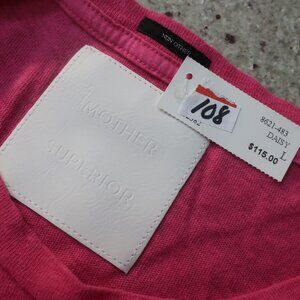 MOTHER
SUPERIOR
108
8621-483
DAISY
$115.00 L